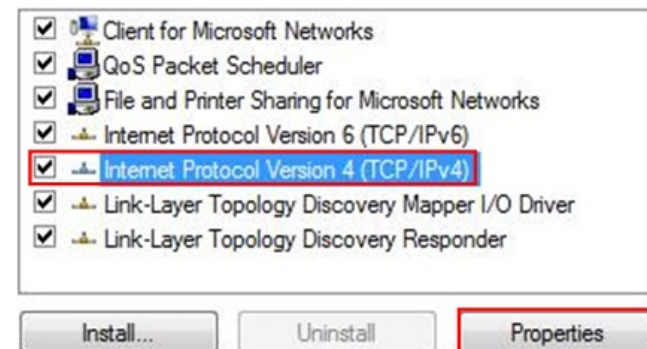 Client for Microsoft Networks
QoS Packet Scheduler
File and Printer Sharing for Microsoft Networks
Internet Protocol Version 6 (TCP/IPv6)
Internet Protocol Version 4 (TCP/IPv4)
Link-Layer Topology Discovery Mapper I/O Driver
Link-Layer Topology Discovery Responder
Install... Uninstall Properties